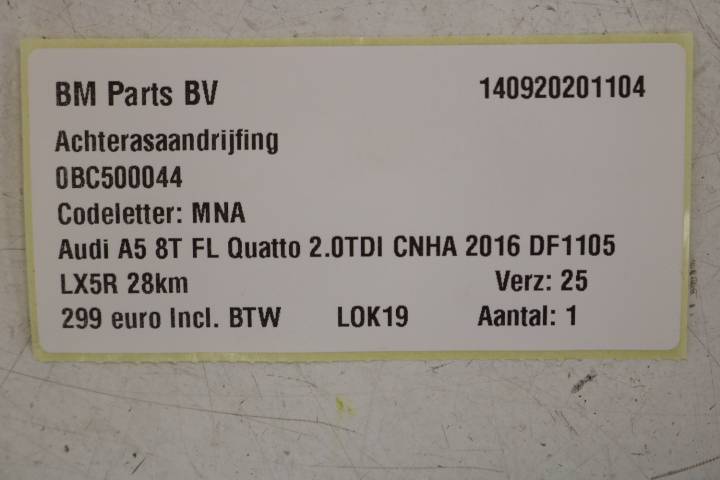 BM Parts BV 140920201104
Achterasaandrijfing
0BC500044
Codeletter: MNA
Audi A5 8T FL Quatto 2.0TDI CNHA 2016 DF1105
LX5R 28km Verz: 25
299 euro Incl. BTW LOK19 Aantal: 1